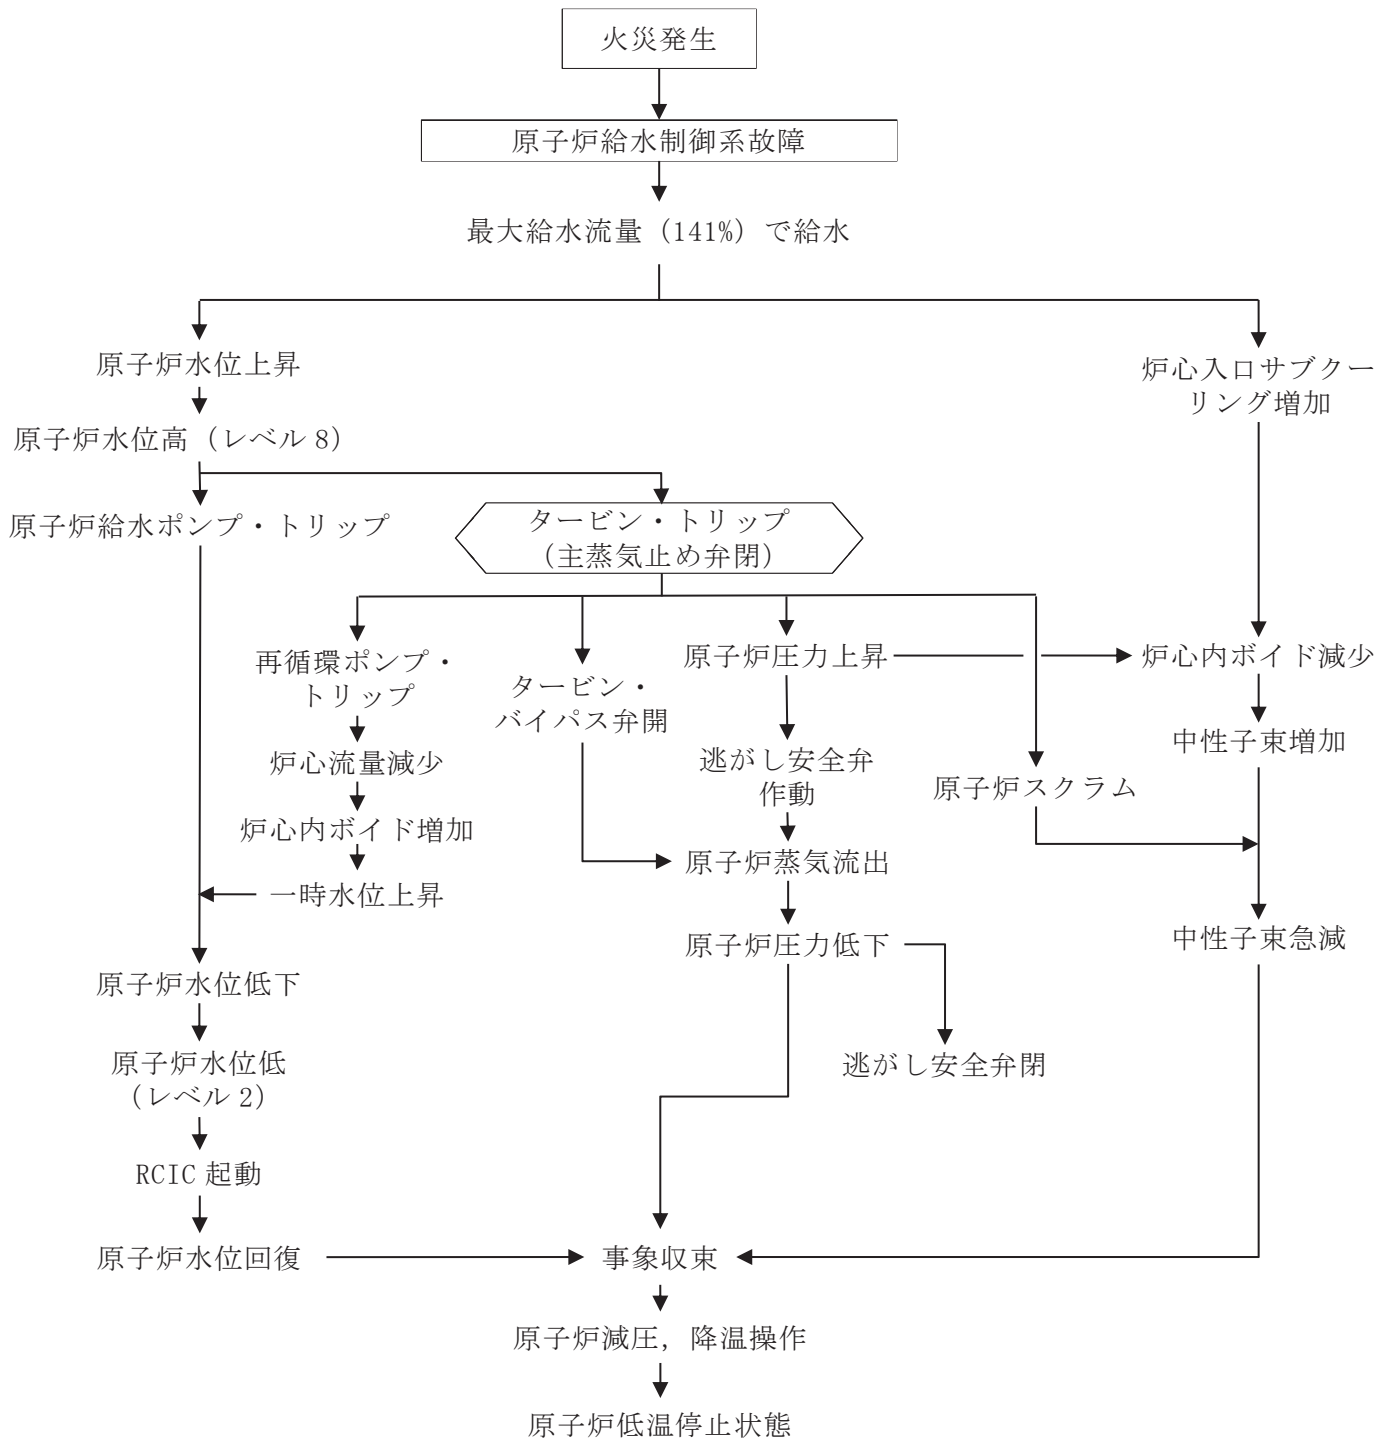 火災発生
原子炉給水制御系故障
最大給水流量（141%）で給水
原子炉水位上昇
炉心入口サブクー
リング増加
原子炉水位高（レベル 8）
原子炉給水ポンプ・トリップ
タービン・トリップ
（主蒸気止め弁閉）
再循環ポンプ・
トリップ
タービン・
バイパス弁開
原子炉圧力上昇
炉心内ボイド減少
中性子束増加
炉心流量減少
逃がし安全弁
作動
原子炉スクラム
炉心内ボイド増加
原子炉蒸気流出
一時水位上昇
原子炉圧力低下
中性子束急減
原子炉水位低下
原子炉水位低
（レベル 2）
逃がし安全弁閉
RCIC 起動
原子炉水位回復
事象収束
原子炉減圧，降温操作
原子炉低温停止状態